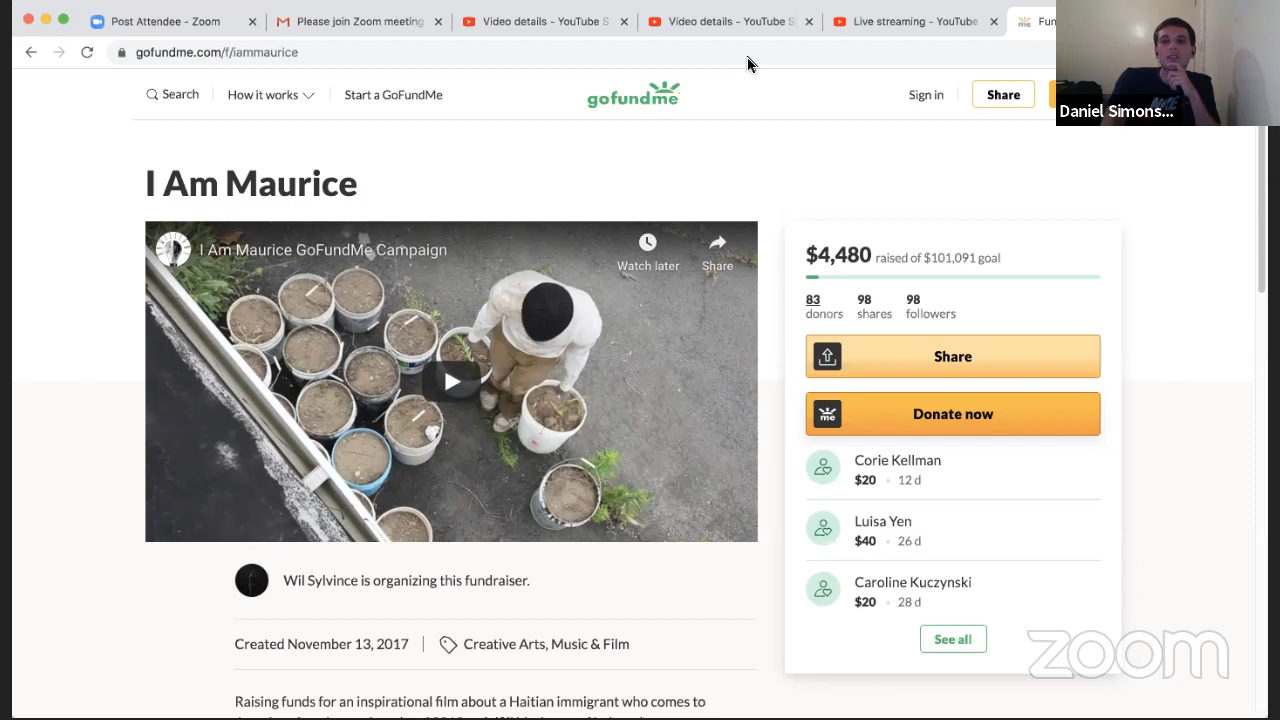 Post Attendee - Zoom
Please join Zoom meeting
Video details - YouTube S
Video details - YouTube S
Live streaming - YouTube
Fun
gofundme.com/f/iammaurice
Daniel Simons...
Search
How it works
Start a GoFundMe
gofundme
Sign in
Share
I Am Maurice
I Am Maurice GoFundMe Campaign
Watch later
Share
$4,480 raised of $101,091 goal
83 donors
98 shares
98 followers
Share
me
Donate now
Corie Kellman
$20 • 12 d
Luisa Yen
$40 • 26 d
Caroline Kuczynski
$20 • 28 d
See all
Wil Sylvince is organizing this fundraiser.
Created November 13, 2017
Creative Arts, Music & Film
Raising funds for an inspirational film about a Haitian immigrant who comes to
zoom